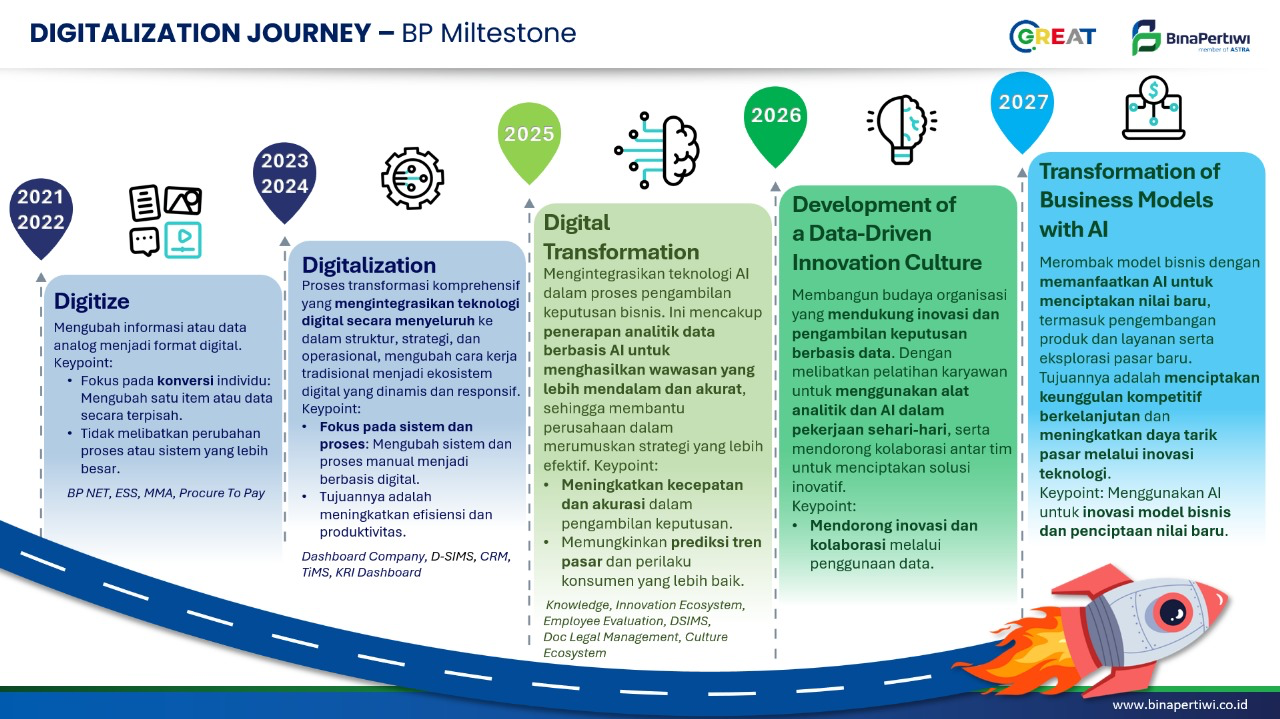 DIGITALIZATION JOURNEY – BP Miltestone
GREAT
BinaPertiwi
member of ASTRA
2021
2022
Digitize
Mengubah informasi atau data
analog menjadi format digital.
Keypoint:
• Fokus pada konversi individu:
Mengubah satu item atau data
secara terpisah.
• Tidak melibatkan perubahan
proses atau sistem yang lebih
besar.
BP NET, ESS, MMA, Procure To Pay
2023
2024
Digitalization
Proses transformasi komprehensif
yang mengintegrasikan teknologi
digital secara menyeluruh ke
dalam struktur, strategi, dan
operasional, mengubah cara kerja
tradisional menjadi ekosistem
digital yang dinamis dan responsif.
Keypoint:
• Fokus pada sistem dan
proses: Mengubah sistem dan
proses manual menjadi
berbasis digital.
• Tujuannya adalah
meningkatkan efisiensi dan
produktivitas.
Dashboard Company, D-SIMS, CRM,
TiMS, KRI Dashboard
2025
Digital
Transformation
Mengintegrasikan teknologi AI
dalam proses pengambilan
keputusan bisnis. Ini mencakup
penerapan analitik data
berbasis AI untuk
menghasilkan wawasan yang
lebih mendalam dan akurat,
sehingga membantu
perusahaan dalam
merumuskan strategi yang lebih
efektif. Keypoint:
• Meningkatkan kecepatan
dan akurasi dalam
pengambilan keputusan.
• Memungkinkan prediksi tren
pasar dan perilaku
konsumen yang lebih baik.
Knowledge, Innovation Ecosystem,
Employee Evaluation, DSIMS,
Doc Legal Management, Culture
Ecosystem
2026
Development of
a Data-Driven
Innovation Culture
Membangun budaya organisasi
yang mendukung inovasi dan
pengambilan keputusan
berbasis data. Dengan
melibatkan pelatihan karyawan
untuk menggunakan alat
analitik dan AI dalam
pekerjaan sehari-hari, serta
mendorong kolaborasi antar tim
untuk menciptakan solusi
inovatif.
Keypoint:
• Mendorong inovasi dan
kolaborasi melalui
penggunaan data.
2027
$
Transformation of
Business Models
with AI
Merombak model bisnis dengan
memanfaatkan AI untuk
menciptakan nilai baru,
termasuk pengembangan
produk dan layanan serta
eksplorasi pasar baru.
Tujuannya adalah menciptakan
keunggulan kompetitif
berkelanjutan dan
meningkatkan daya tarik
pasar melalui inovasi
teknologi.
Keypoint: Menggunakan AI
untuk inovasi model bisnis
dan penciptaan nilai baru.
www.binapertiwi.co.id